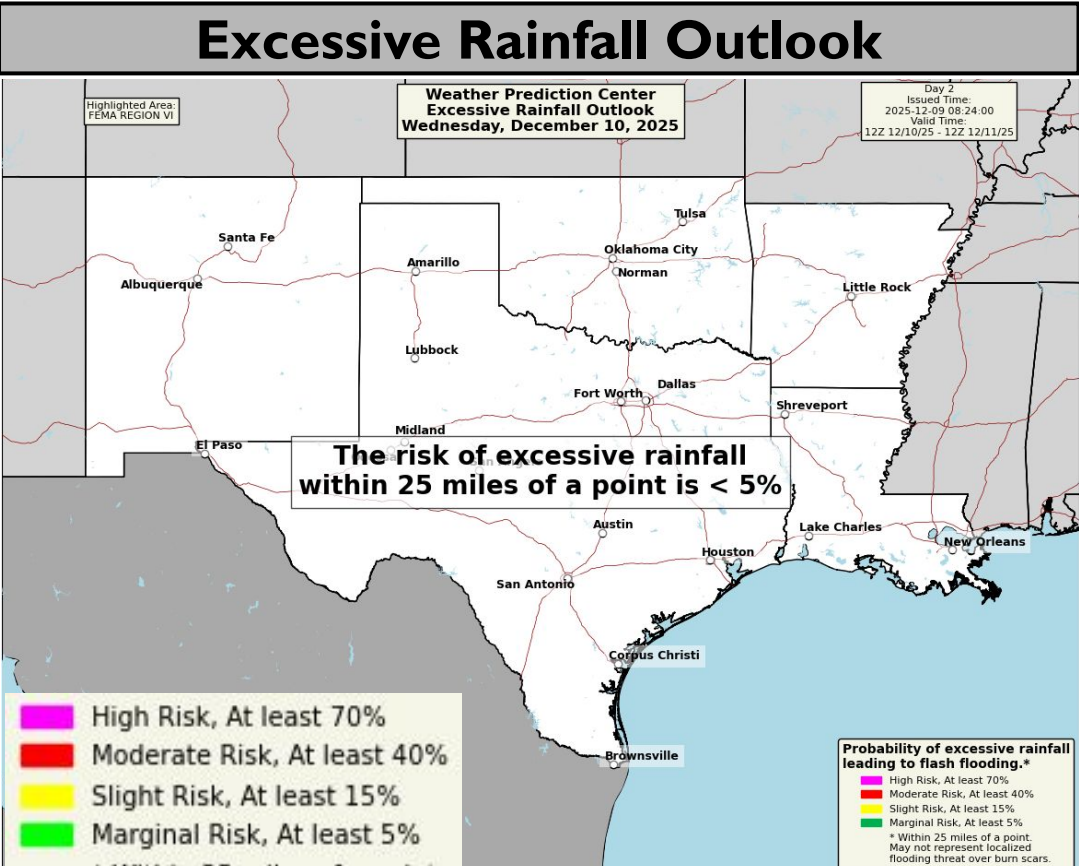 Excessive Rainfall Outlook
Highlighted Area:
FEMA REGION VI
Weather Prediction Center
Excessive Rainfall Outlook
Wednesday, December 10, 2025
Day 2
Issued Time:
2025-12-09 08:24:00
Valid Time:
12Z 12/10/25 - 12Z 12/11/25
Tulsa
Santa Fe
Oklahoma City
Amarillo
Norman
Albuquerque
Little Rock
Lubbock
Dallas
Fort Worth
Shreveport
Midland
El Paso
The risk of excessive rainfall
within 25 miles of a point is < 5%
Austin
Lake Charles
New Orleans
Houston
San Antonio
Corpus Christi
Brownsville
High Risk, At least 70%
Moderate Risk, At least 40%
Slight Risk, At least 15%
Marginal Risk, At least 5%
Probability of excessive rainfall
leading to flash flooding.*
High Risk, At least 70%
Moderate Risk, At least 40%
Slight Risk, At least 15%
Marginal Risk, At least 5%
* Within 25 miles of a point.
May not represent localized
flooding threat over burn scars.